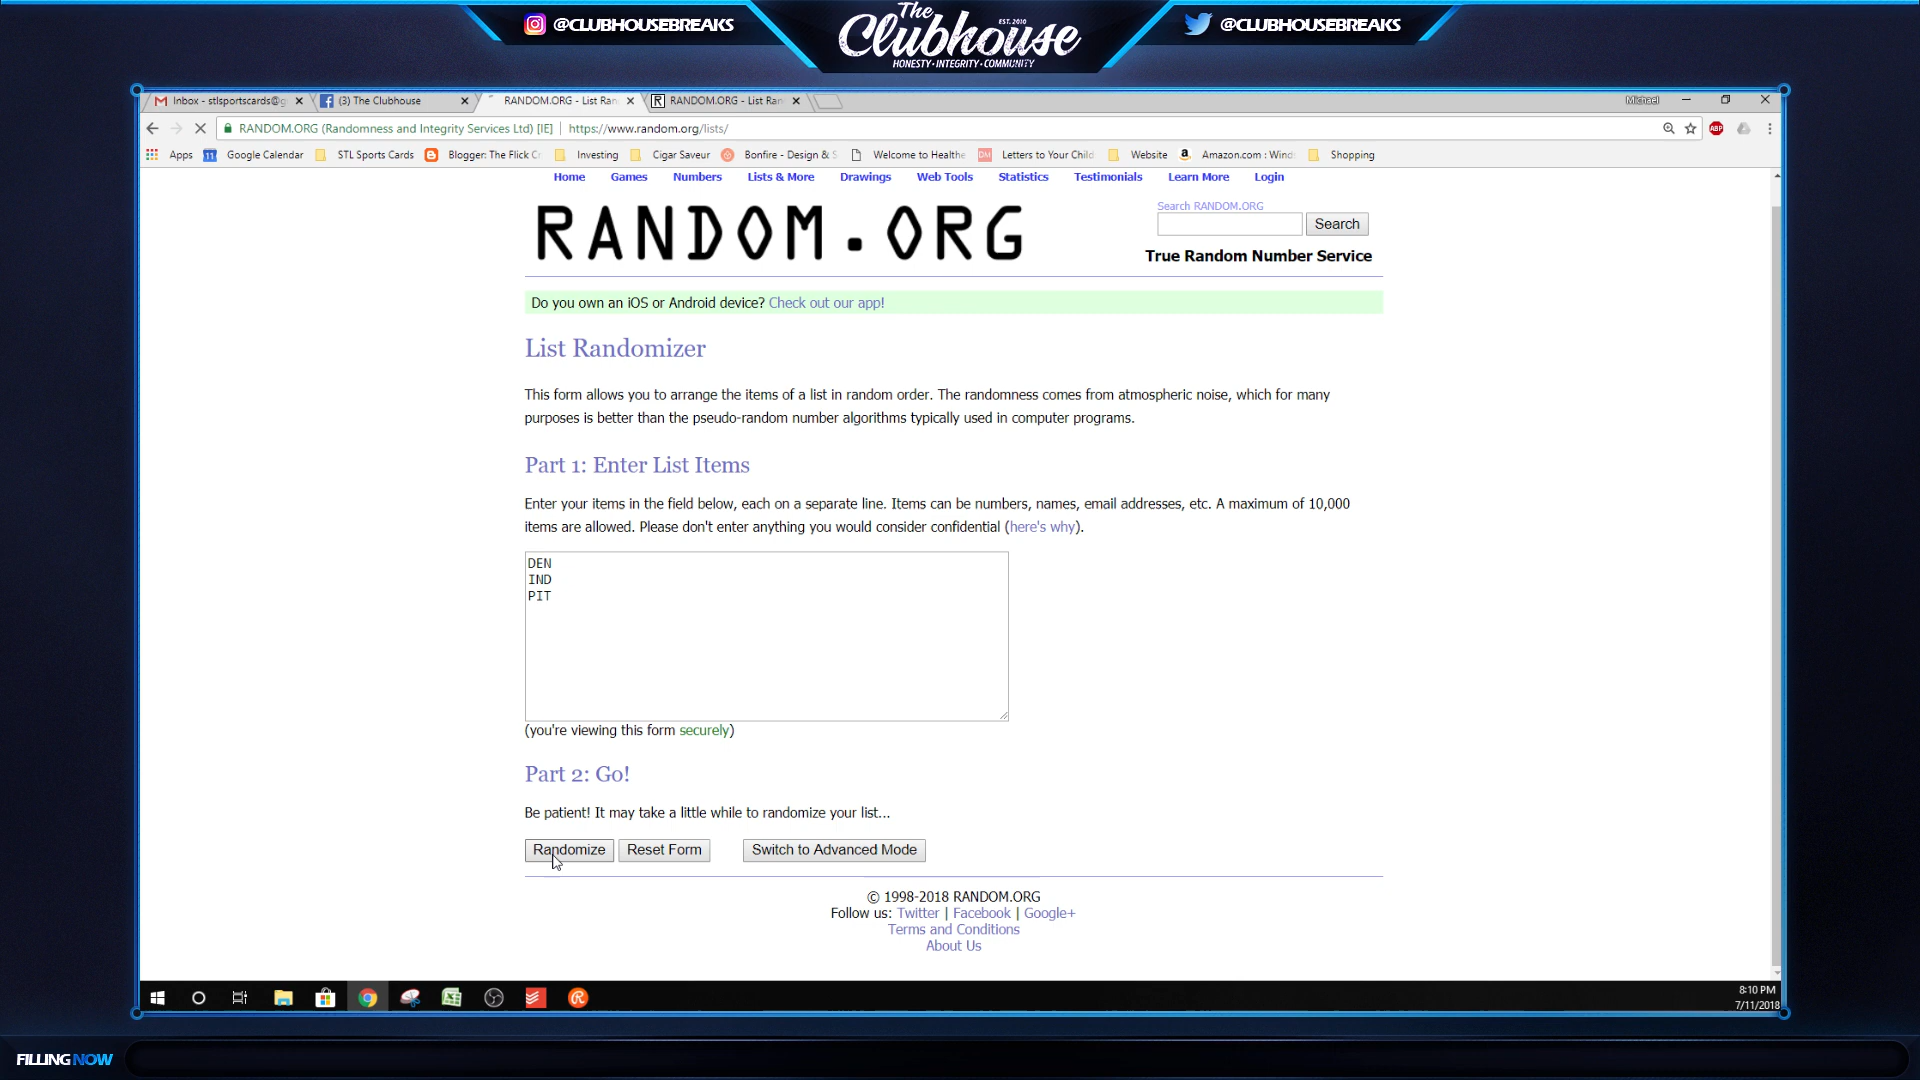 @CLUBHOUSEBREAKS
The
EST. 2010
Clubhouse
HONESTY • INTEGRITY • COMMUNITY
@CLUBHOUSEBREAKS
Inbox - stlsportscards@g
(3) The Clubhouse
RANDOM.ORG - List Ran
RANDOM.ORG - List Ran
Michael
RANDOM.ORG (Randomness and Integrity Services Ltd) [IE] | https://www.random.org/lists/
ABP
Apps
11
Google Calendar
STL Sports Cards
Blogger: The Flick C
Investing
Cigar Saveur
Bonfire - Design & S
Welcome to Healthe
DM
Letters to Your Child
Website
Amazon.com : Wind
Shopping
Home Games Numbers Lists & More Drawings Web Tools Statistics Testimonials Learn More Login
RANDOM.ORG
Search RANDOM.ORG
Search
True Random Number Service
Do you own an iOS or Android device? Check out our app!
List Randomizer
This form allows you to arrange the items of a list in random order. The randomness comes from atmospheric noise, which for many
purposes is better than the pseudo-random number algorithms typically used in computer programs.
Part 1: Enter List Items
Enter your items in the field below, each on a separate line. Items can be numbers, names, email addresses, etc. A maximum of 10,000
items are allowed. Please don't enter anything you would consider confidential (here's why).
DEN
IND
PIT
(you're viewing this form securely)
Part 2: Go!
Be patient! It may take a little while to randomize your list...
Randomize Reset Form Switch to Advanced Mode
© 1998-2018 RANDOM.ORG
Follow us: Twitter | Facebook | Google+
Terms and Conditions
About Us
8:10 PM
7/11/2018
FILLING NOW